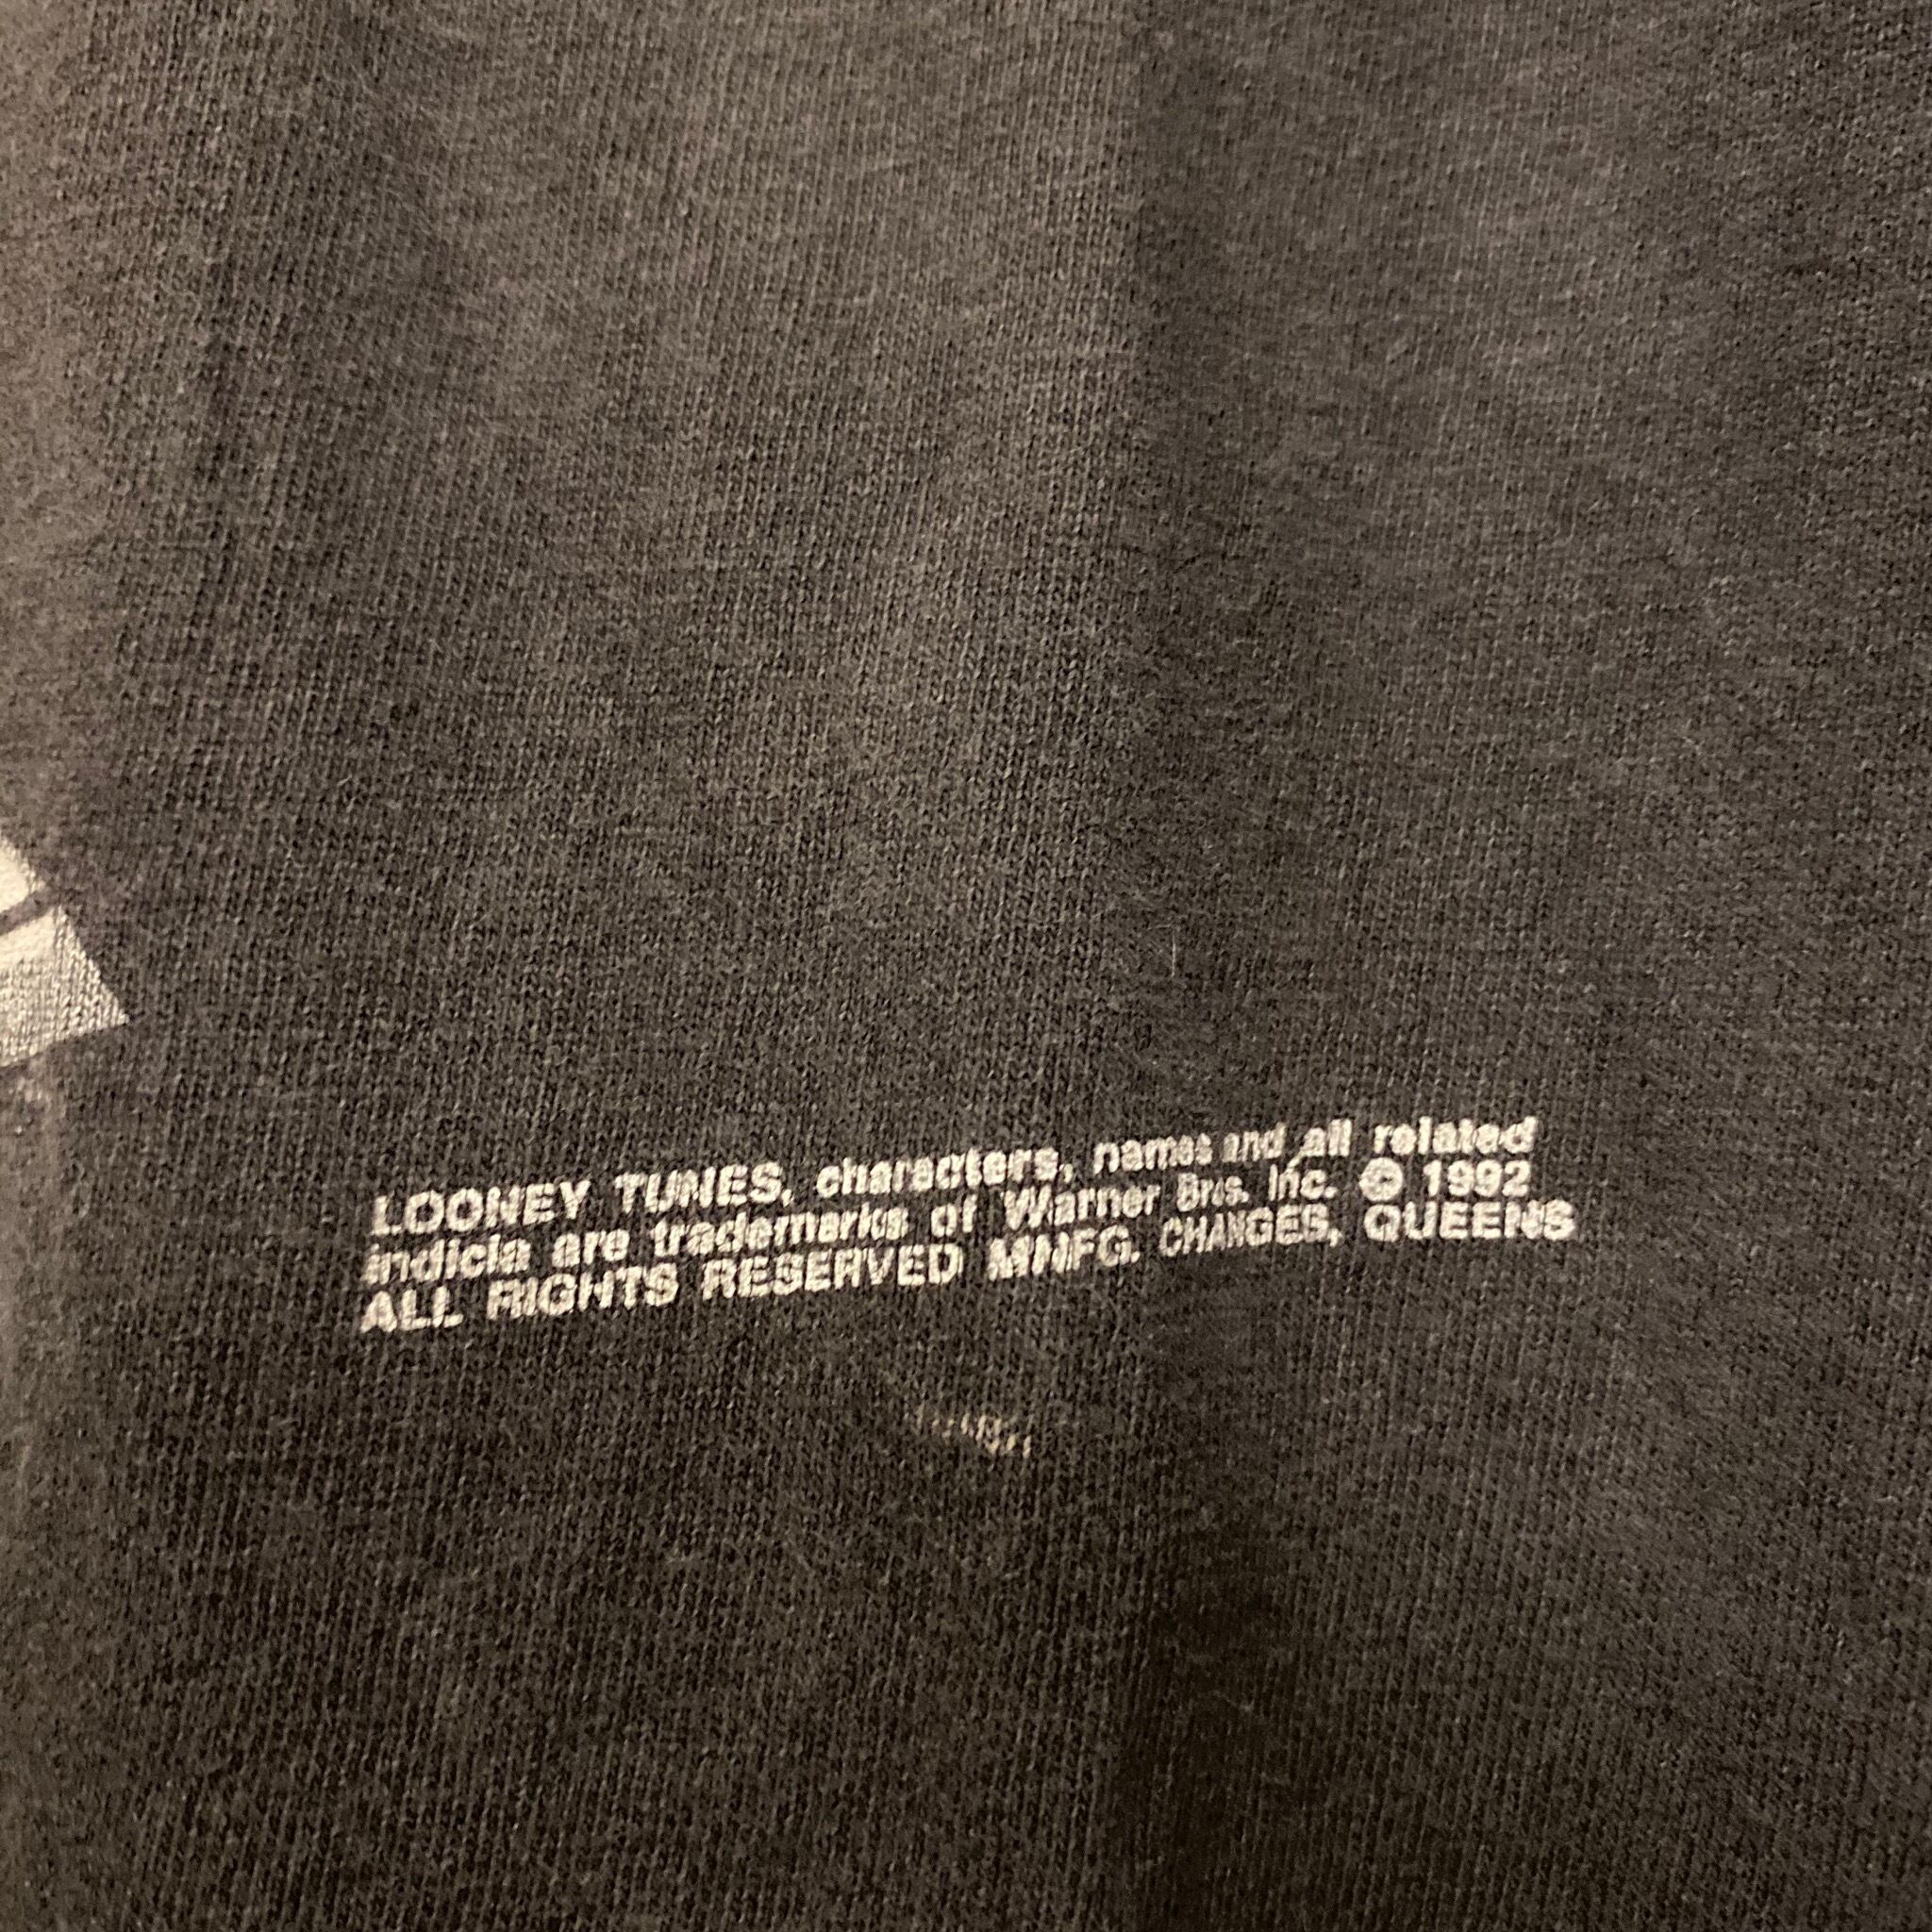 LOONEY TUNES, characters, names and all related
indicia are trademarks of Warner Bros. Inc. © 1992
ALL RIGHTS RESERVED MNFG. CHANGES, QUEENS